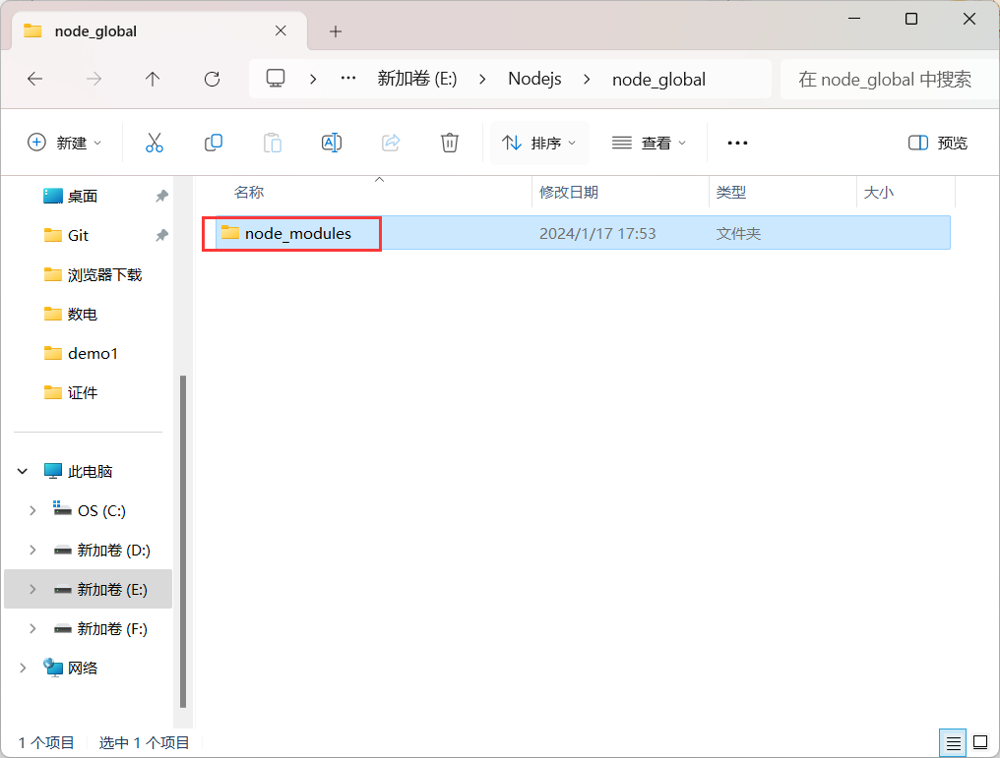 node_global
新加卷 (E:) Nodejs node_global
在 node_global 中搜索
新建 排序 查看 预览
名称 修改日期 类型 大小
node_modules 2024/1/17 17:53 文件夹
桌面
Git
浏览器下载
数电
demo1
证件
此电脑
OS (C:)
新加卷 (D:)
新加卷 (E:)
新加卷 (F:)
网络
1 个项目 选中 1 个项目